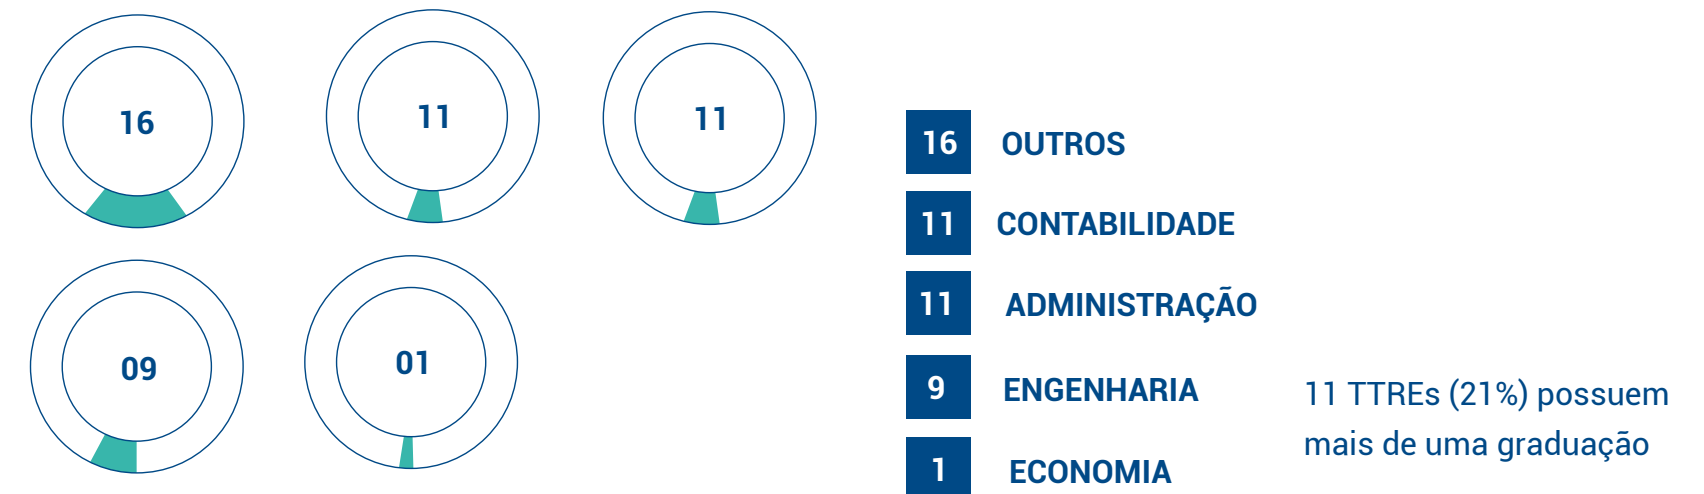 16
11
11
09
01
16 OUTROS
11 CONTABILIDADE
11 ADMINISTRAÇÃO
9 ENGENHARIA
1 ECONOMIA
11 TTREs (21%) possuem
mais de uma graduação